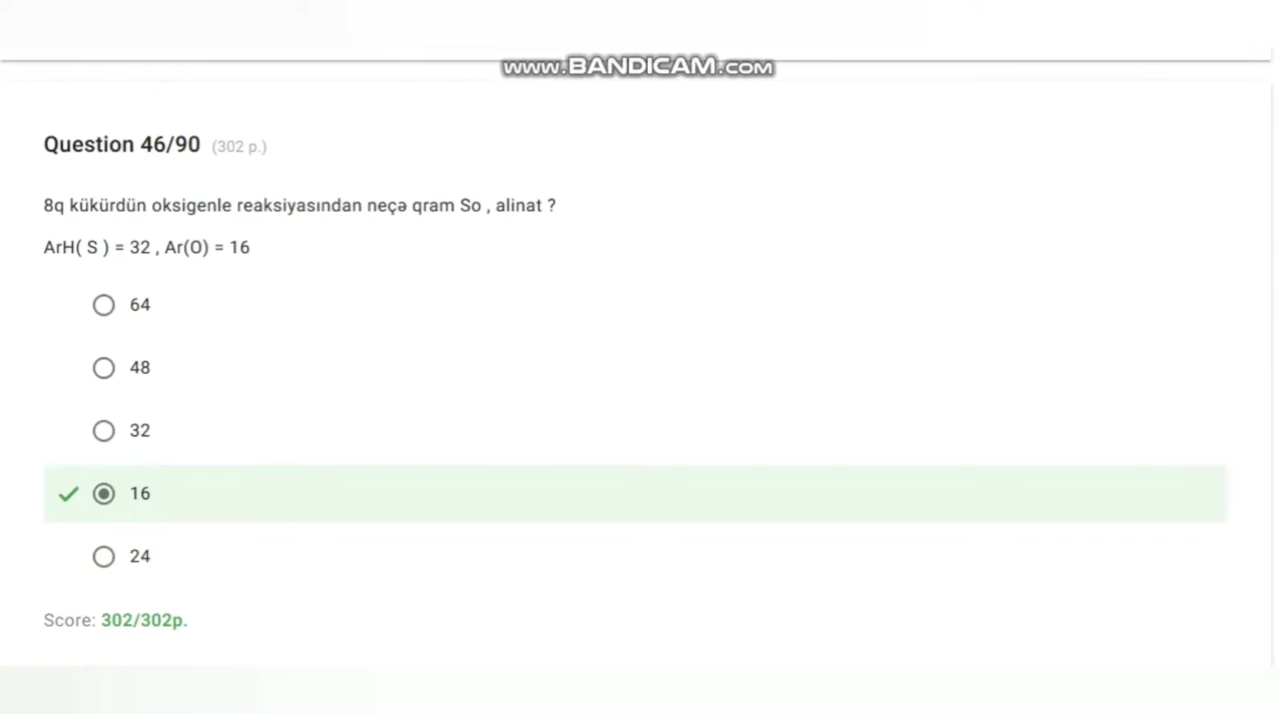 www.BANDICAM.com
Question 46/90 (302 p.)
8q kükürdün oksigenle reaksiyasından neçə qram So , alinat ?
ArH( S ) = 32 , Ar(O) = 16
64
48
32
16
24
Score: 302/302p.